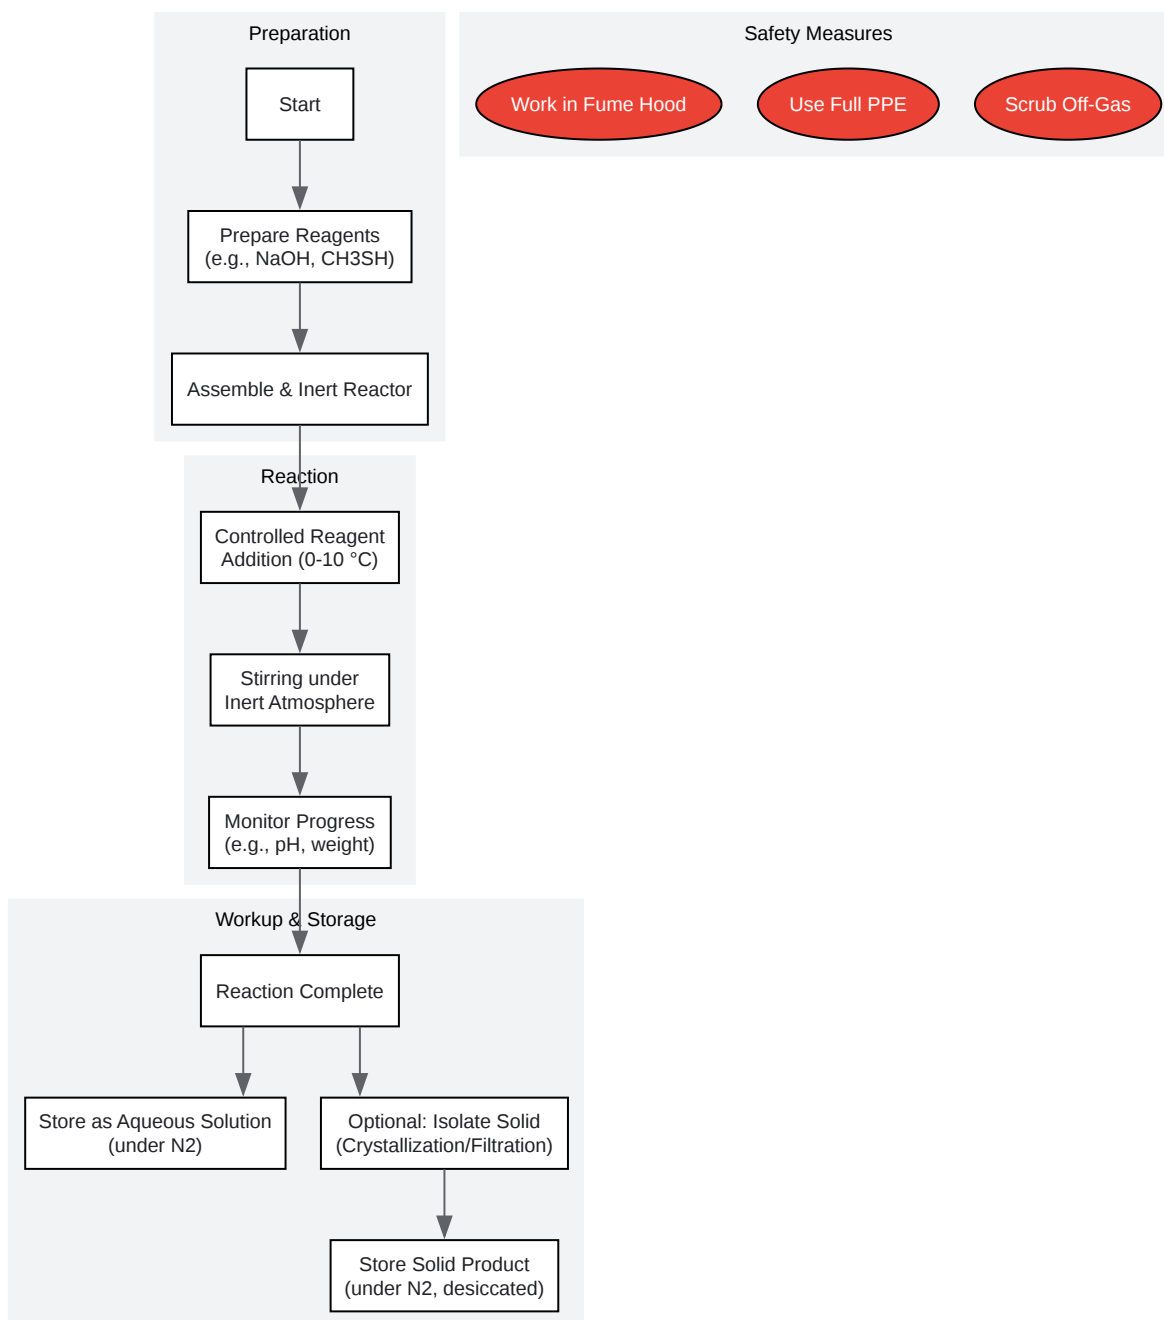 Preparation
Start
Prepare Reagents
(e.g., NaOH, CH3SH)
Assemble & Inert Reactor
Safety Measures
Work in Fume Hood
Use Full PPE
Scrub Off-Gas
Reaction
Controlled Reagent
Addition (0-10 °C)
Stirring under
Inert Atmosphere
Monitor Progress
(e.g., pH, weight)
Workup & Storage
Reaction Complete
Store as Aqueous Solution
(under N2)
Optional: Isolate Solid
(Crystallization/Filtration)
Store Solid Product
(under N2, desiccated)